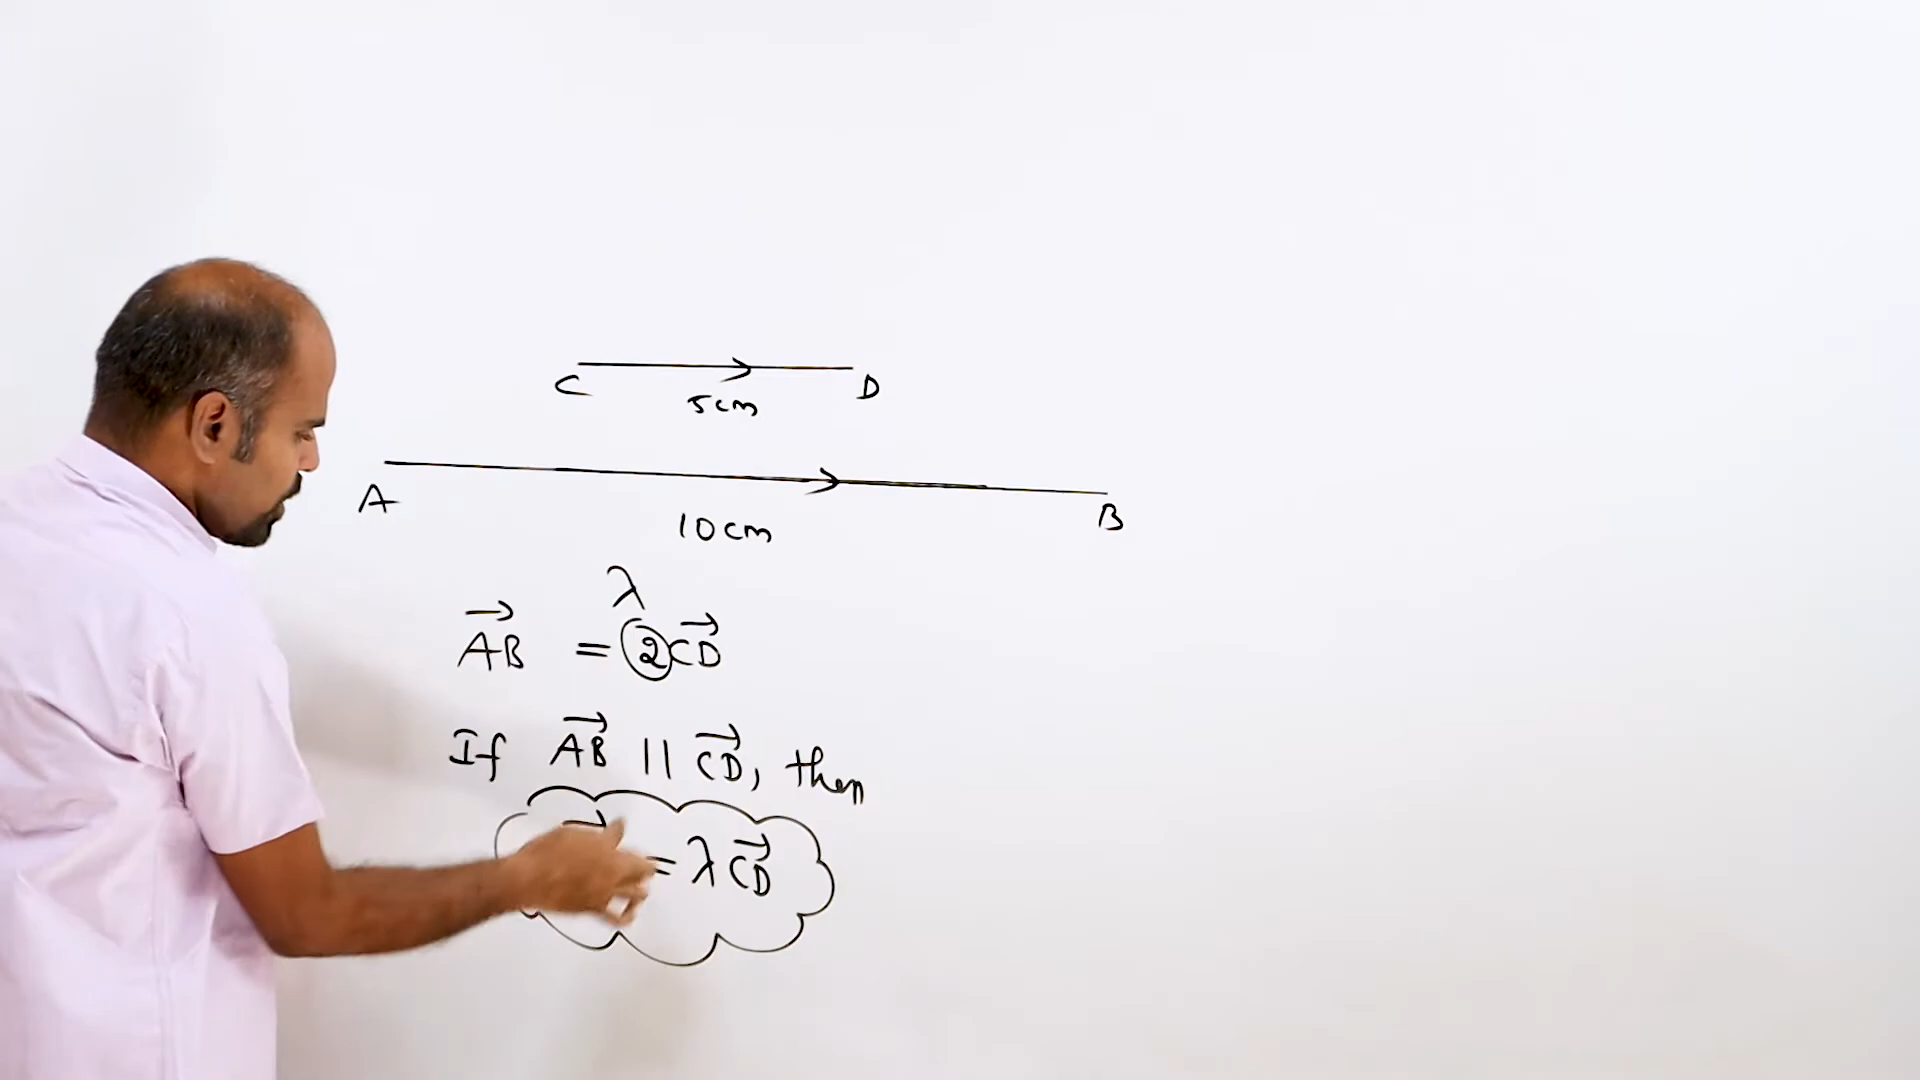 C D
5cm
A B
10cm
λ
→AB = 2→CD
If →AB || →CD, then
→ = λ→CD